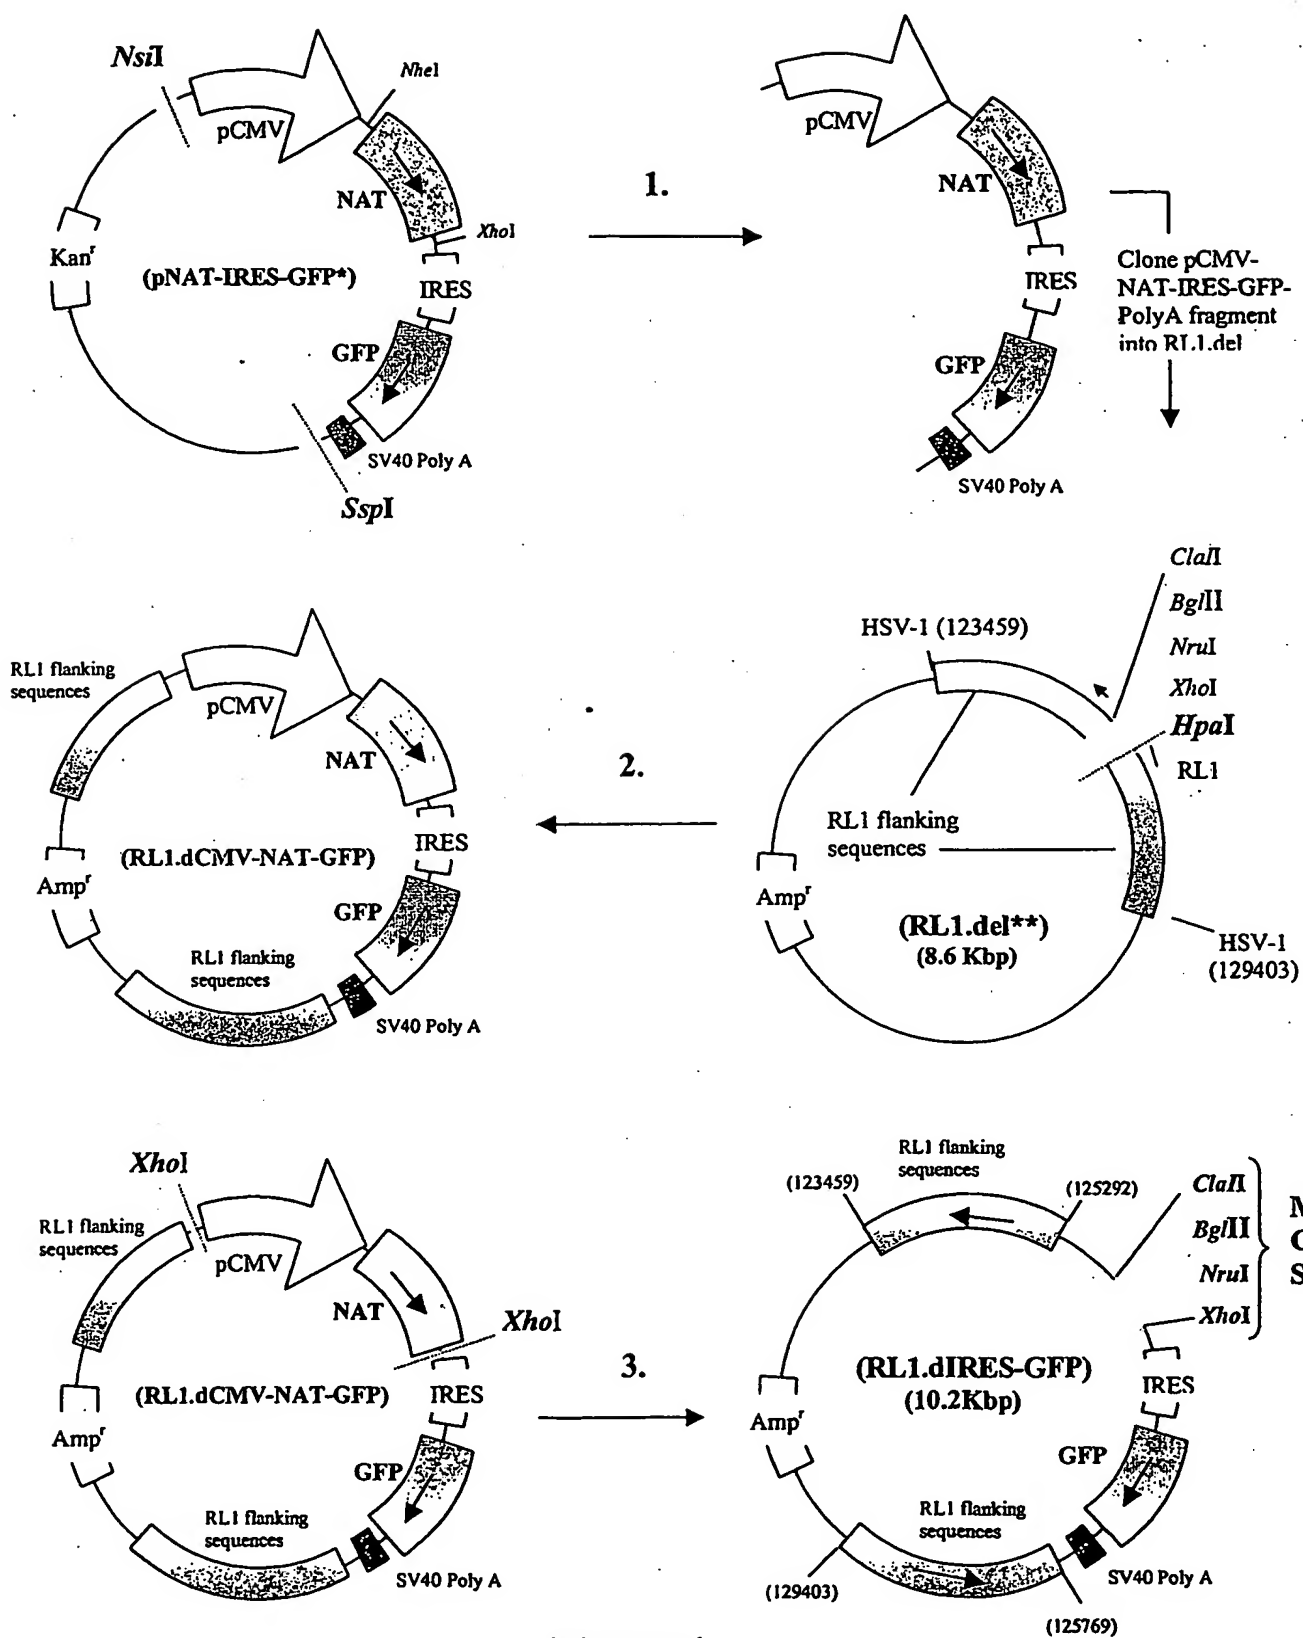 NsiI
pCMV
NheI
NAT
XhoI
Kanʳ
(pNAT-IRES-GFP*)
IRES
GFP
SV40 Poly A
SspI
1.
pCMV
NAT
IRES
GFP
SV40 Poly A
Clone pCMV-
NAT-IRES-GFP-
PolyA fragment
into RL1.del
RL1 flanking
sequences
pCMV
NAT
IRES
(RL1.dCMV-NAT-GFP)
Ampʳ
GFP
RL1 flanking
sequences
SV40 Poly A
2.
HSV-1 (123459)
ClaI
BglII
NruI
XhoI
HpaI
RL1
RL1 flanking
sequences
Ampʳ
(RL1.del**)
(8.6 Kbp)
HSV-1
(129403)
XhoI
RL1 flanking
sequences
pCMV
NAT
XhoI
IRES
(RL1.dCMV-NAT-GFP)
Ampʳ
GFP
RL1 flanking
sequences
SV40 Poly A
3.
RL1 flanking
sequences
(123459)
(125292)
ClaI
BglII
NruI
XhoI
M
C
S
(RL1.dIRES-GFP)
(10.2Kbp)
IRES
Ampʳ
GFP
RL1 flanking
sequences
SV40 Poly A
(129403)
(125769)